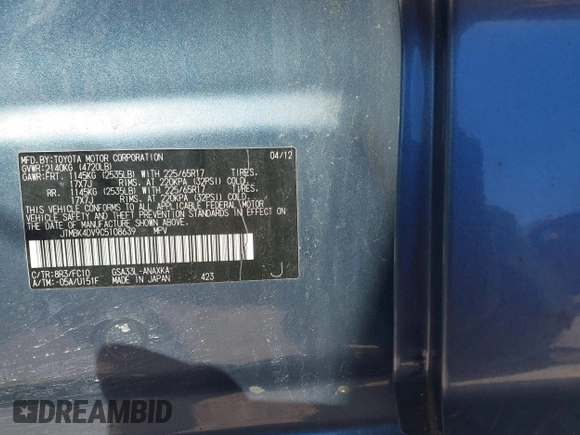 MFD.BY:TOYOTA MOTOR CORPORATION 04/12
GVWR:2140KG (4720LB)
GAWR:FRT 1145KG (2535LB) WITH 225/65R17 TIRES.
17X7J RIMS. AT 220KPA (32PSI) COLD.
RR 1145KG (2535LB) WITH 225/65R17 TIRES.
17X7J RIMS. AT 220KPA (32PSI) COLD.
THIS VEHICLE CONFORMS TO ALL APPLICABLE
FEDERAL MOTOR VEHICLE SAFETY AND
THEFT PREVENTION STANDARDS IN EFFECT ON
THE DATE OF MANUFACTURE SHOWN ABOVE.
JTMBK4DV9C5108639 MPV
C/TR:8R3/FC10 GSA33L-ANAXKA J
A/TM:-05A/U151F MADE IN JAPAN 423
DREAMBID